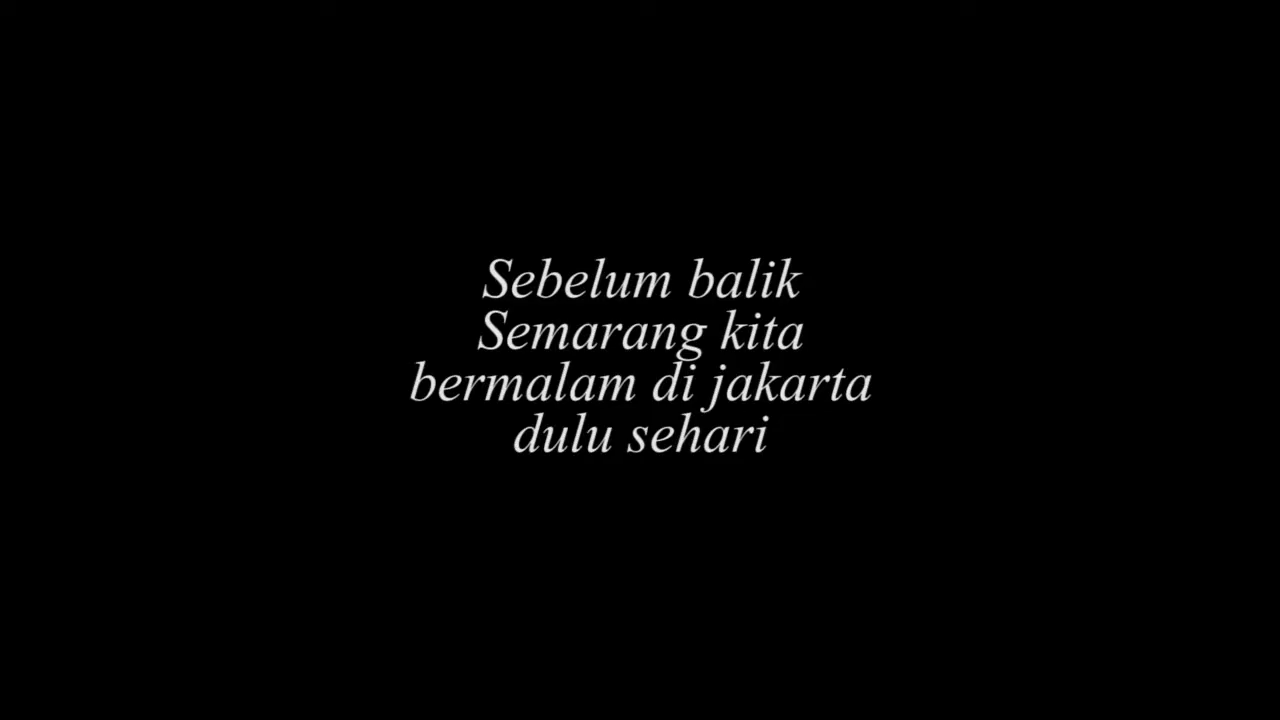 Sebelum balik
Semarang kita
bermalam di jakarta
dulu sehari